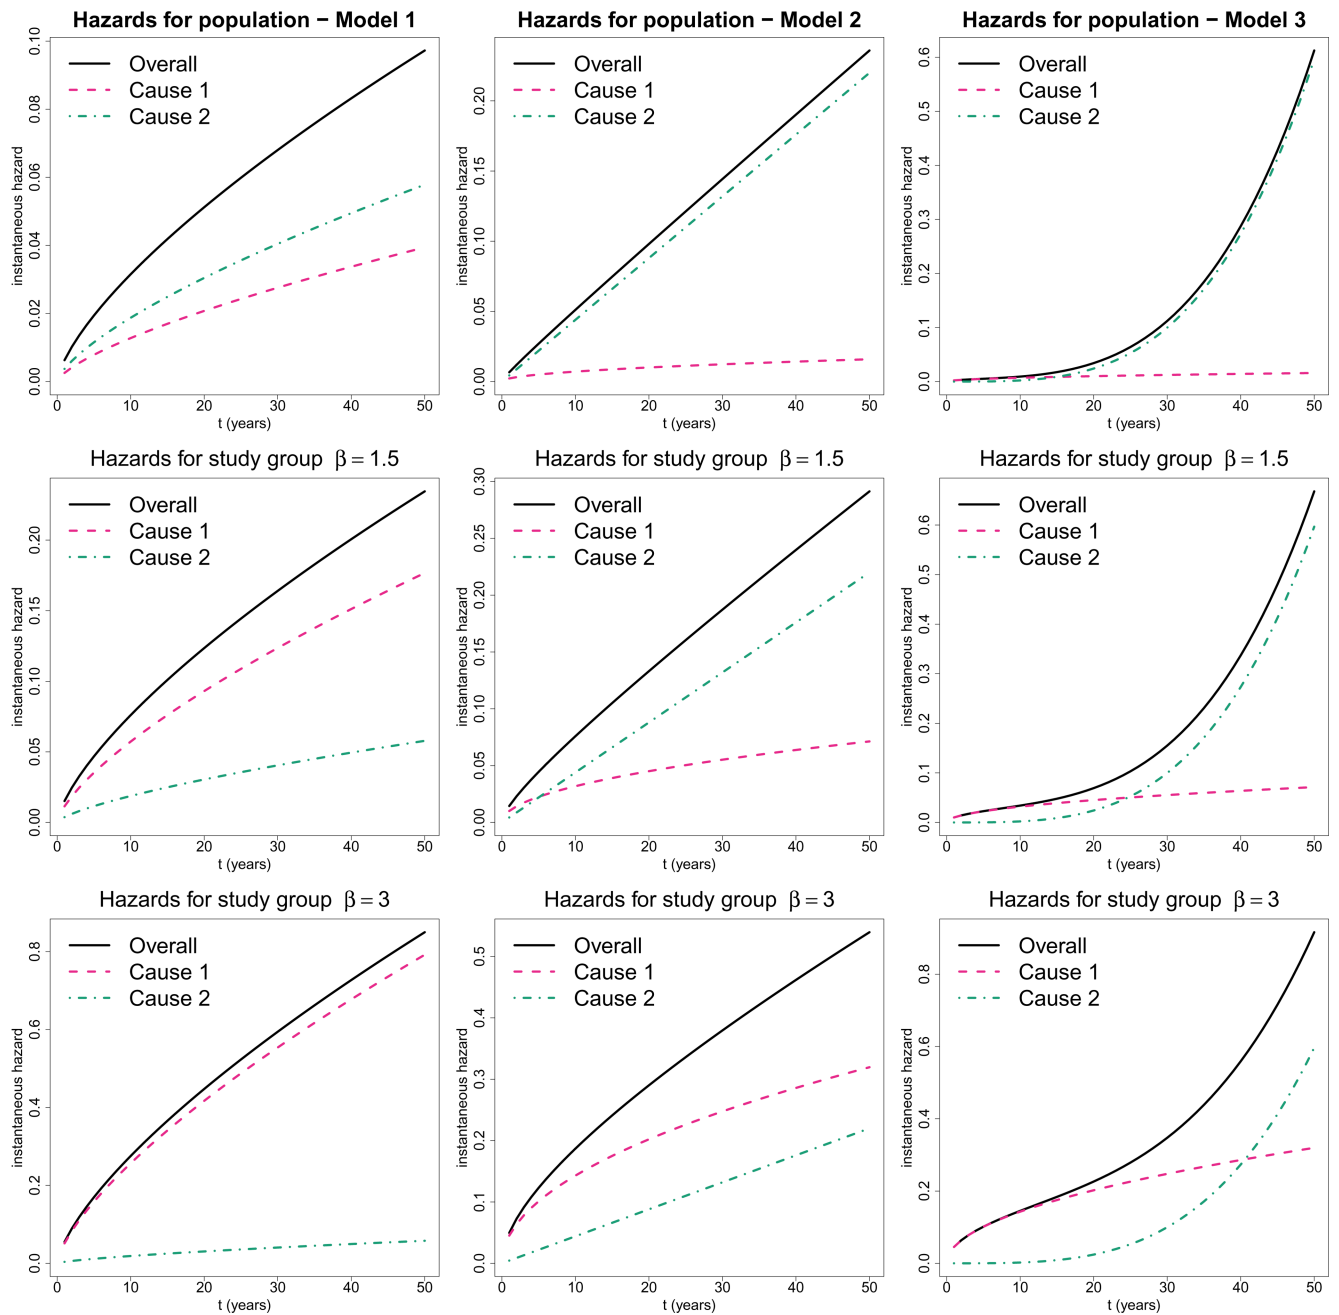 Hazards for population − Model 1
Overall
Cause 1
Cause 2
instantaneous hazard
0.00 0.02 0.04 0.06 0.08 0.10
0 10 20 30 40 50
t (years)
Hazards for population − Model 2
Overall
Cause 1
Cause 2
instantaneous hazard
0.00 0.05 0.10 0.15 0.20
0 10 20 30 40 50
t (years)
Hazards for population − Model 3
Overall
Cause 1
Cause 2
instantaneous hazard
0.0 0.1 0.2 0.3 0.4 0.5 0.6
0 10 20 30 40 50
t (years)
Hazards for study group β = 1.5
Overall
Cause 1
Cause 2
instantaneous hazard
0.00 0.05 0.10 0.15 0.20
0 10 20 30 40 50
t (years)
Hazards for study group β = 1.5
Overall
Cause 1
Cause 2
instantaneous hazard
0.00 0.05 0.10 0.15 0.20 0.25 0.30
0 10 20 30 40 50
t (years)
Hazards for study group β = 1.5
Overall
Cause 1
Cause 2
instantaneous hazard
0.0 0.1 0.2 0.3 0.4 0.5 0.6
0 10 20 30 40 50
t (years)
Hazards for study group β = 3
Overall
Cause 1
Cause 2
instantaneous hazard
0.0 0.2 0.4 0.6 0.8
0 10 20 30 40 50
t (years)
Hazards for study group β = 3
Overall
Cause 1
Cause 2
instantaneous hazard
0.0 0.1 0.2 0.3 0.4 0.5
0 10 20 30 40 50
t (years)
Hazards for study group β = 3
Overall
Cause 1
Cause 2
instantaneous hazard
0.0 0.2 0.4 0.6 0.8
0 10 20 30 40 50
t (years)